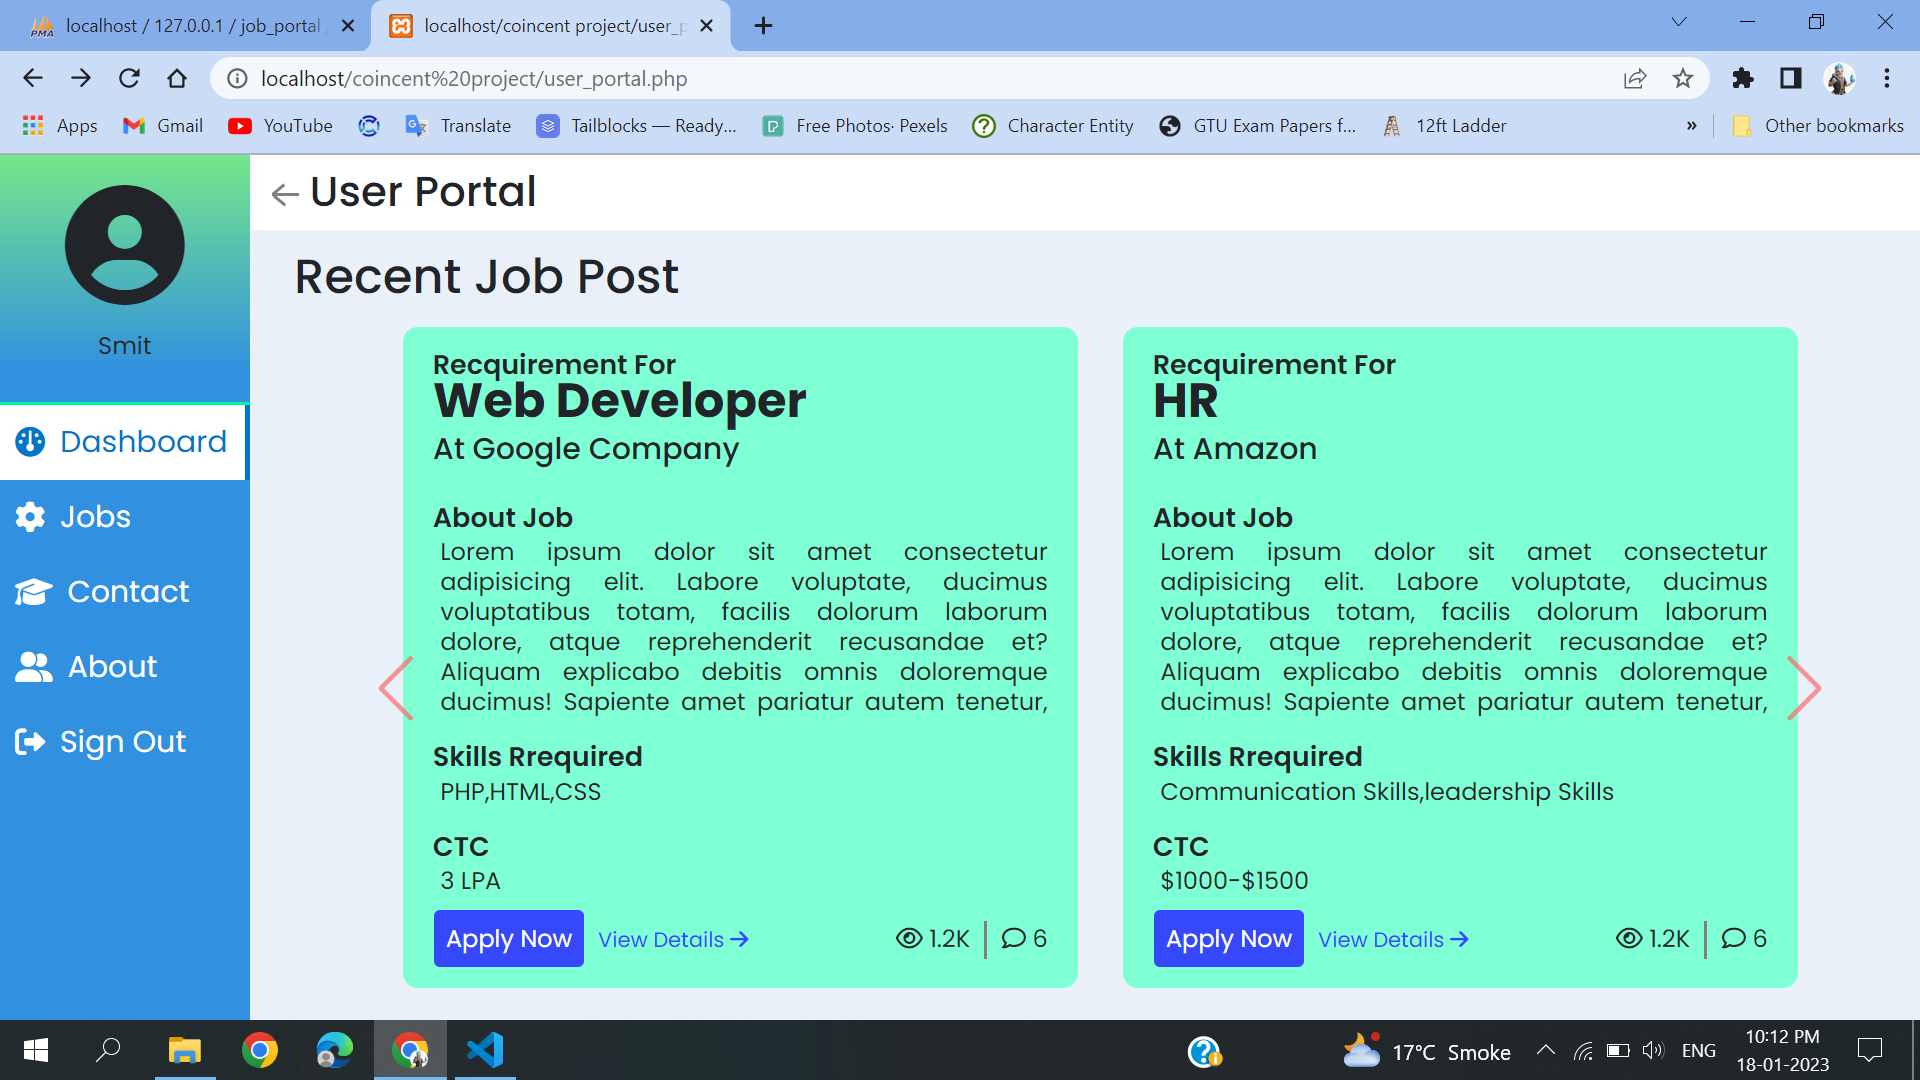 localhost / 127.0.0.1 / job_portal
localhost/coincent project/user_p
localhost/coincent%20project/user_portal.php
Apps
Gmail
YouTube
Translate
Tailblocks — Ready...
Free Photos· Pexels
Character Entity
GTU Exam Papers f...
12ft Ladder
»
Other bookmarks
Smit
Dashboard
Jobs
Contact
About
Sign Out
User Portal
Recent Job Post
Recquirement For
Web Developer
At Google Company
About Job
Lorem ipsum dolor sit amet consectetur
adipisicing elit. Labore voluptate, ducimus
voluptatibus totam, facilis dolorum laborum
dolore, atque reprehenderit recusandae et?
Aliquam explicabo debitis omnis doloremque
ducimus! Sapiente amet pariatur autem tenetur,
Skills Rrequired
PHP,HTML,CSS
CTC
3 LPA
Apply Now
View Details
1.2K
6
Recquirement For
HR
At Amazon
About Job
Lorem ipsum dolor sit amet consectetur
adipisicing elit. Labore voluptate, ducimus
voluptatibus totam, facilis dolorum laborum
dolore, atque reprehenderit recusandae et?
Aliquam explicabo debitis omnis doloremque
ducimus! Sapiente amet pariatur autem tenetur,
Skills Rrequired
Communication Skills,leadership Skills
CTC
$1000-$1500
Apply Now
View Details
1.2K
6
17°C Smoke
ENG
10:12 PM
18-01-2023